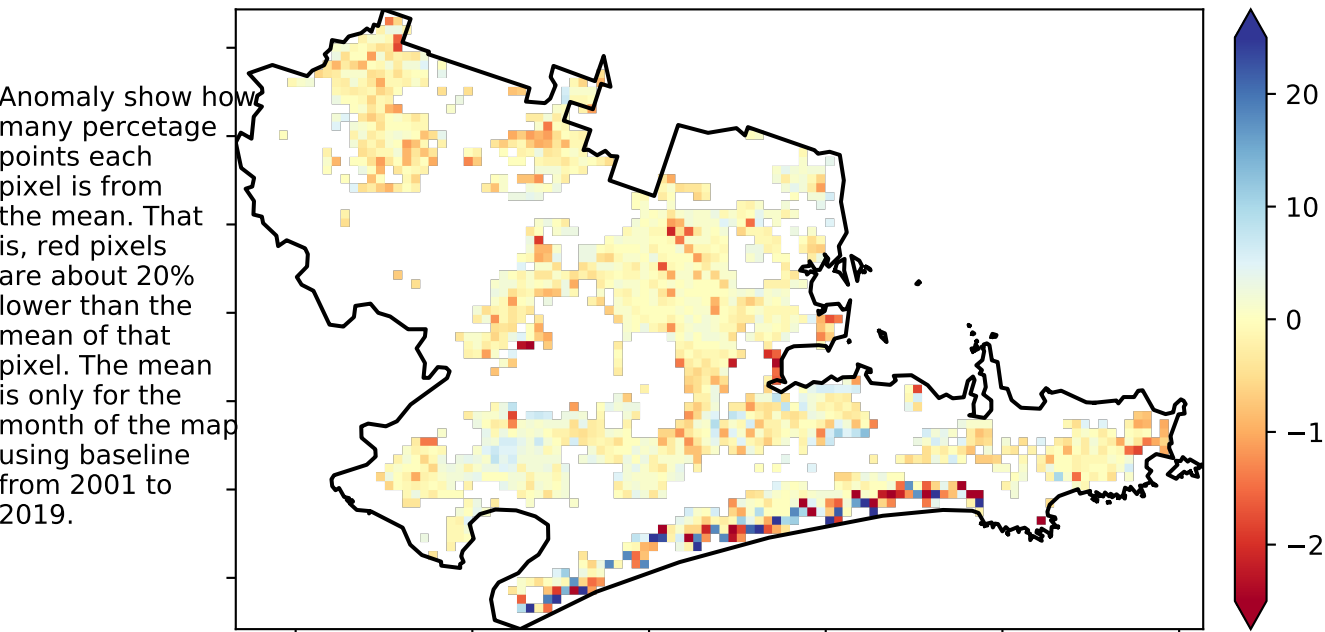 Anomaly show how
many percetage
points each
pixel is from
the mean. That
is, red pixels
are about 20%
lower than the
mean of that
pixel. The mean
is only for the
month of the map
using baseline
from 2001 to
2019.
20
10
0
−1
−2